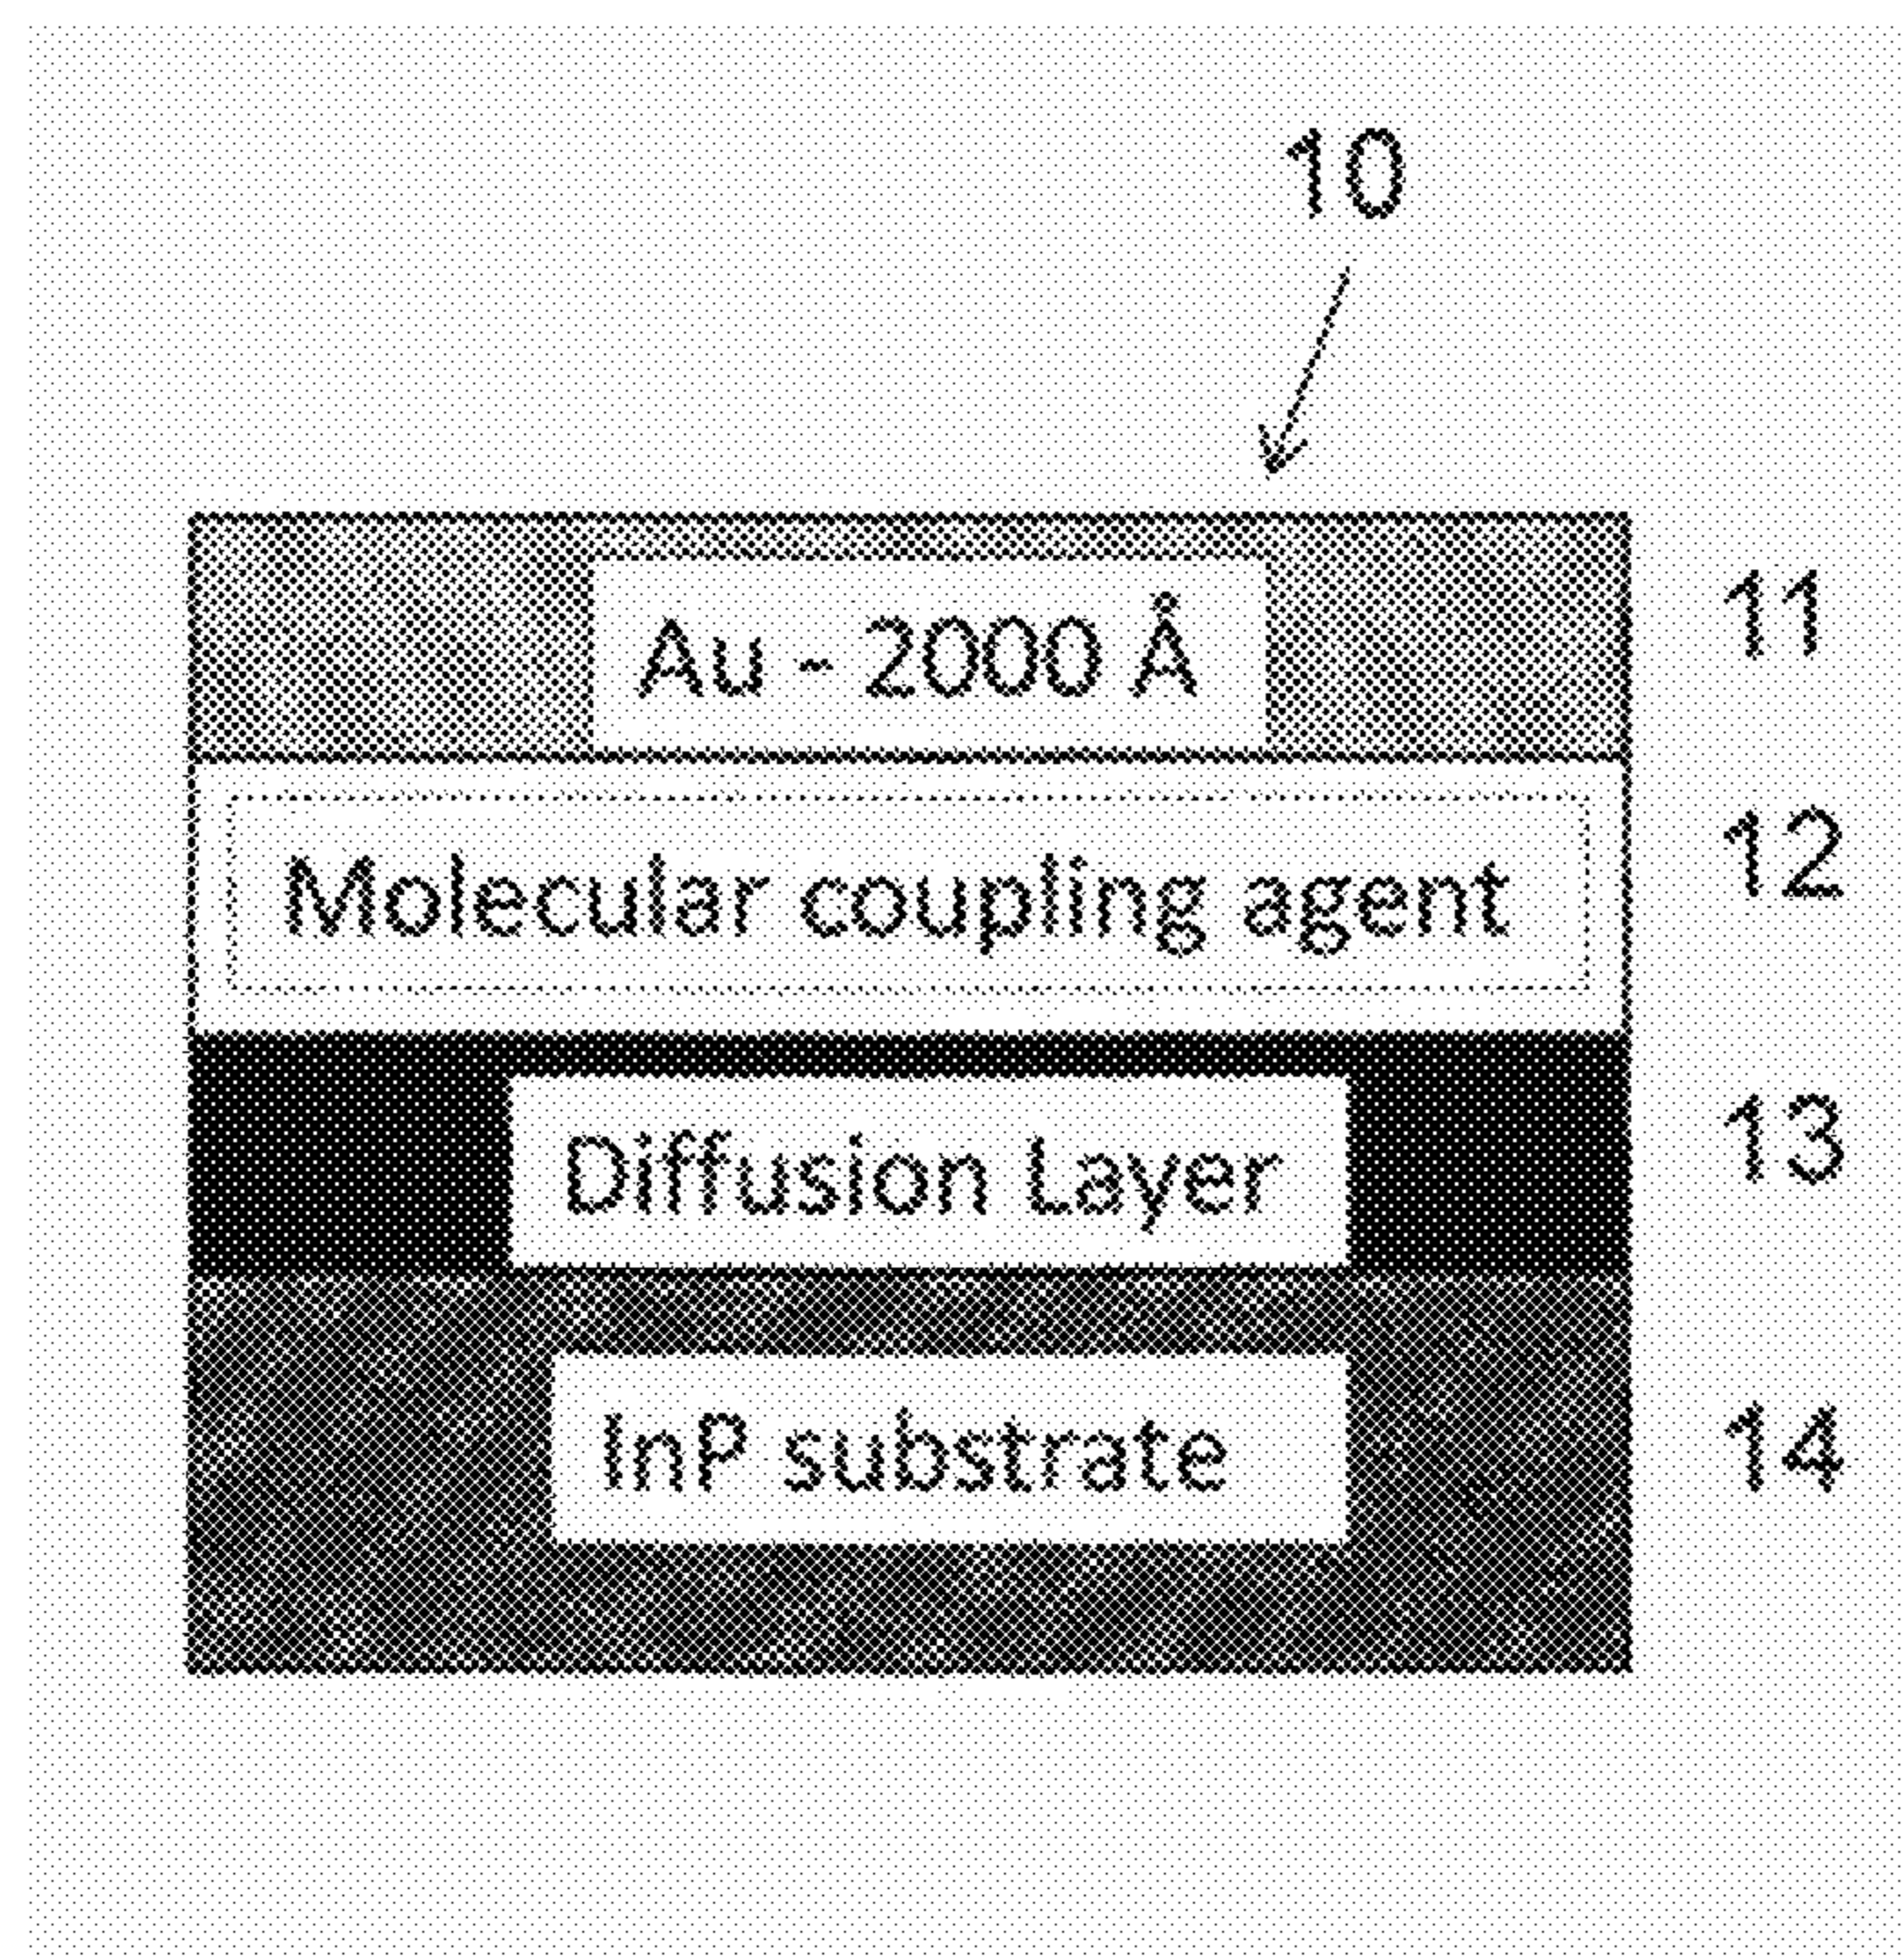 10
Au - 2000 Å 11
Molecular coupling agent 12
Diffusion Layer 13
InP substrate 14